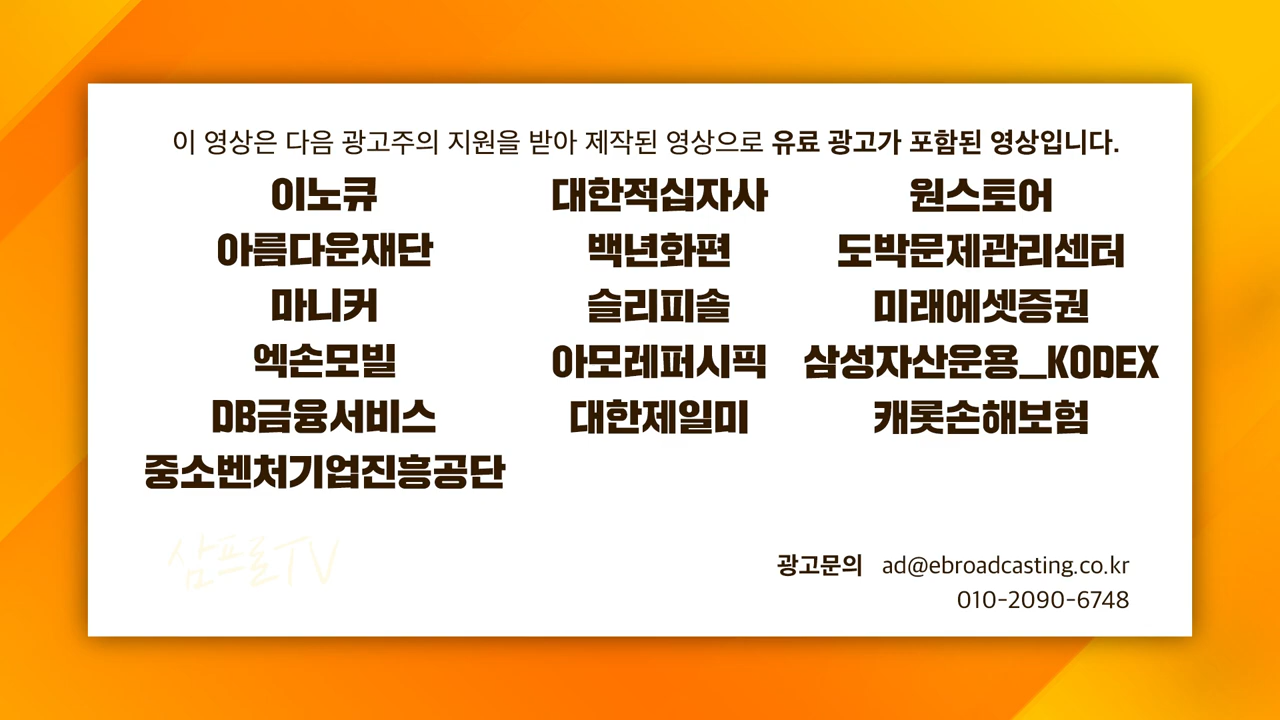 이 영상은 다음 광고주의 지원을 받아 제작된 영상으로 유료 광고가 포함된 영상입니다.
이노큐 대한적십자사 원스토어
아름다운재단 백년화편 도박문제관리센터
마니커 슬리피솔 미래에셋증권
엑손모빌 아모레퍼시픽 삼성자산운용_KODEX
DB금융서비스 대한제일미 캐롯손해보험
중소벤처기업진흥공단
삼프로TV
광고문의 ad@ebroadcasting.co.kr
010-2090-6748